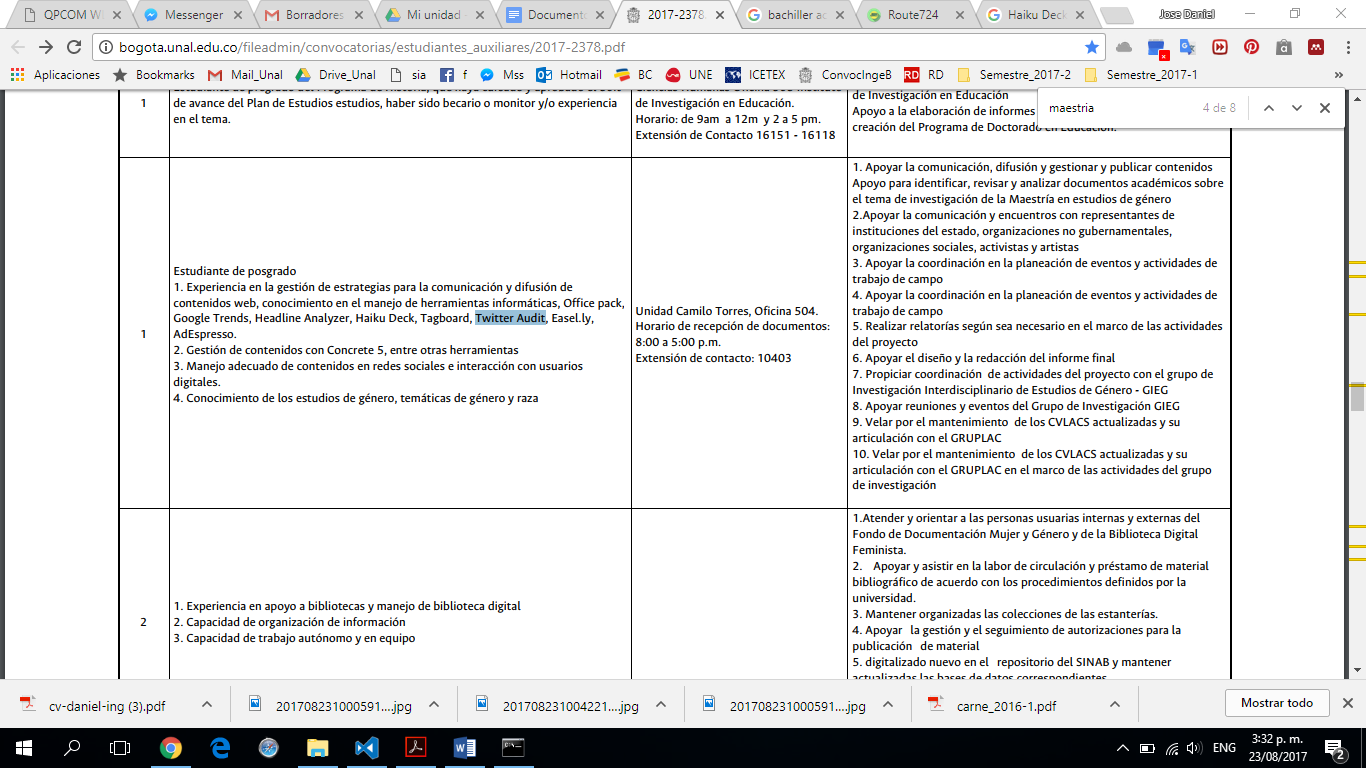 QPCOM W
Messenger
Borradores
Mi unidad
Document
2017-2378
bachiller ac
Route724
Haiku Deck
Jose Daniel
bogota.unal.edu.co/fileadmin/convocatorias/estudiantes_auxiliares/2017-2378.pdf
Aplicaciones
Bookmarks
Mail_Unal
Drive_Unal
sia
f
Mss
Hotmail
BC
UNE
ICETEX
ConvocIngeB
RD
RD
Semestre_2017-2
Semestre_2017-1
maestria
4 de 8
1
de avance del Plan de Estudios estudios, haber sido becario o monitor y/o experiencia
en el tema.
de Investigación en Educación.
Horario: de 9am a 12m y 2 a 5 pm.
Extensión de Contacto 16151 - 16118
de Investigación en Educación
Apoyo a la elaboración de informes
creación del Programa de Doctorado en Educación.
1
Estudiante de posgrado
1. Experiencia en la gestión de estrategias para la comunicación y difusión de
contenidos web, conocimiento en el manejo de herramientas informáticas, Office pack,
Google Trends, Headline Analyzer, Haiku Deck, Tagboard, Twitter Audit, Easel.ly,
AdEspresso.
2. Gestión de contenidos con Concrete 5, entre otras herramientas
3. Manejo adecuado de contenidos en redes sociales e interacción con usuarios
digitales.
4. Conocimiento de los estudios de género, temáticas de género y raza
Unidad Camilo Torres, Oficina 504.
Horario de recepción de documentos:
8:00 a 5:00 p.m.
Extensión de contacto: 10403
1. Apoyar la comunicación, difusión y gestionar y publicar contenidos
Apoyo para identificar, revisar y analizar documentos académicos sobre
el tema de investigación de la Maestría en estudios de género
2.Apoyar la comunicación y encuentros con representantes de
instituciones del estado, organizaciones no gubernamentales,
organizaciones sociales, activistas y artistas
3. Apoyar la coordinación en la planeación de eventos y actividades de
trabajo de campo
4. Apoyar la coordinación en la planeación de eventos y actividades de
trabajo de campo
5. Realizar relatorías según sea necesario en el marco de las actividades
del proyecto
6. Apoyar el diseño y la redacción del informe final
7. Propiciar coordinación de actividades del proyecto con el grupo de
Investigación Interdisciplinario de Estudios de Género - GIEG
8. Apoyar reuniones y eventos del Grupo de Investigación GIEG
9. Velar por el mantenimiento de los CVLACS actualizadas y su
articulación con el GRUPLAC
10. Velar por el mantenimiento de los CVLACS actualizadas y su
articulación con el GRUPLAC en el marco de las actividades del grupo
de investigación
2
1. Experiencia en apoyo a bibliotecas y manejo de biblioteca digital
2. Capacidad de organización de información
3. Capacidad de trabajo autónomo y en equipo
1.Atender y orientar a las personas usuarias internas y externas del
Fondo de Documentación Mujer y Género y de la Biblioteca Digital
Feminista.
2. Apoyar y asistir en la labor de circulación y préstamo de material
bibliográfico de acuerdo con los procedimientos definidos por la
universidad.
3. Mantener organizadas las colecciones de las estanterías.
4. Apoyar la gestión y el seguimiento de autorizaciones para la
publicación de material
5. digitalizado nuevo en el repositorio del SINAB y mantener
actualizadas las bases de datos correspondientes
cv-daniel-ing (3).pdf
201708231000591....jpg
201708231004221....jpg
201708231000591....jpg
carne_2016-1.pdf
Mostrar todo
ENG
3:32 p. m.
23/08/2017
2